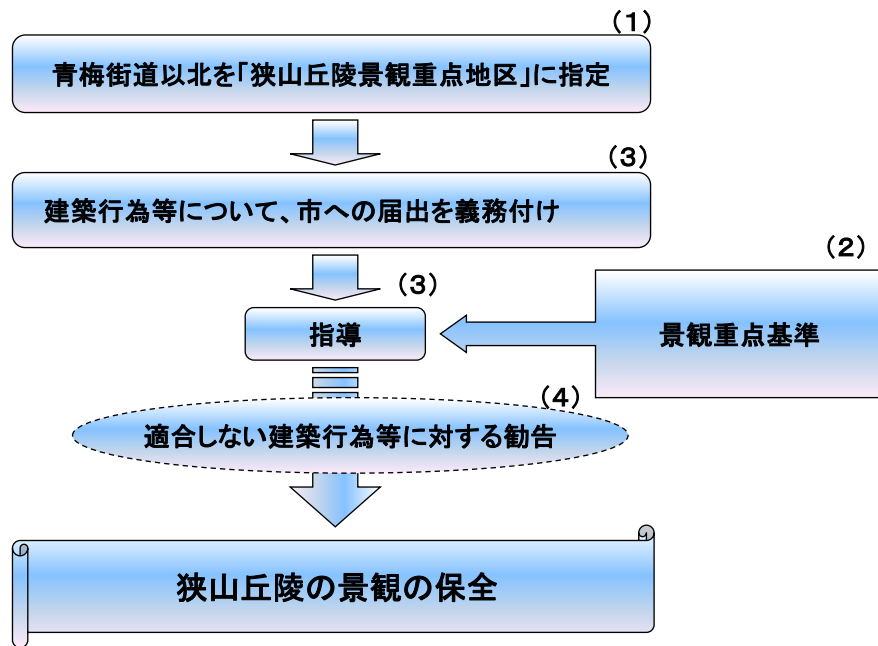 (1)
青梅街道以北を「狭山丘陵景観重点地区」に指定
(3)
建築行為等について、市への届出を義務付け
(2)
(3)
指導
景観重点基準
(4)
適合しない建築行為等に対する勧告
狭山丘陵の景観の保全